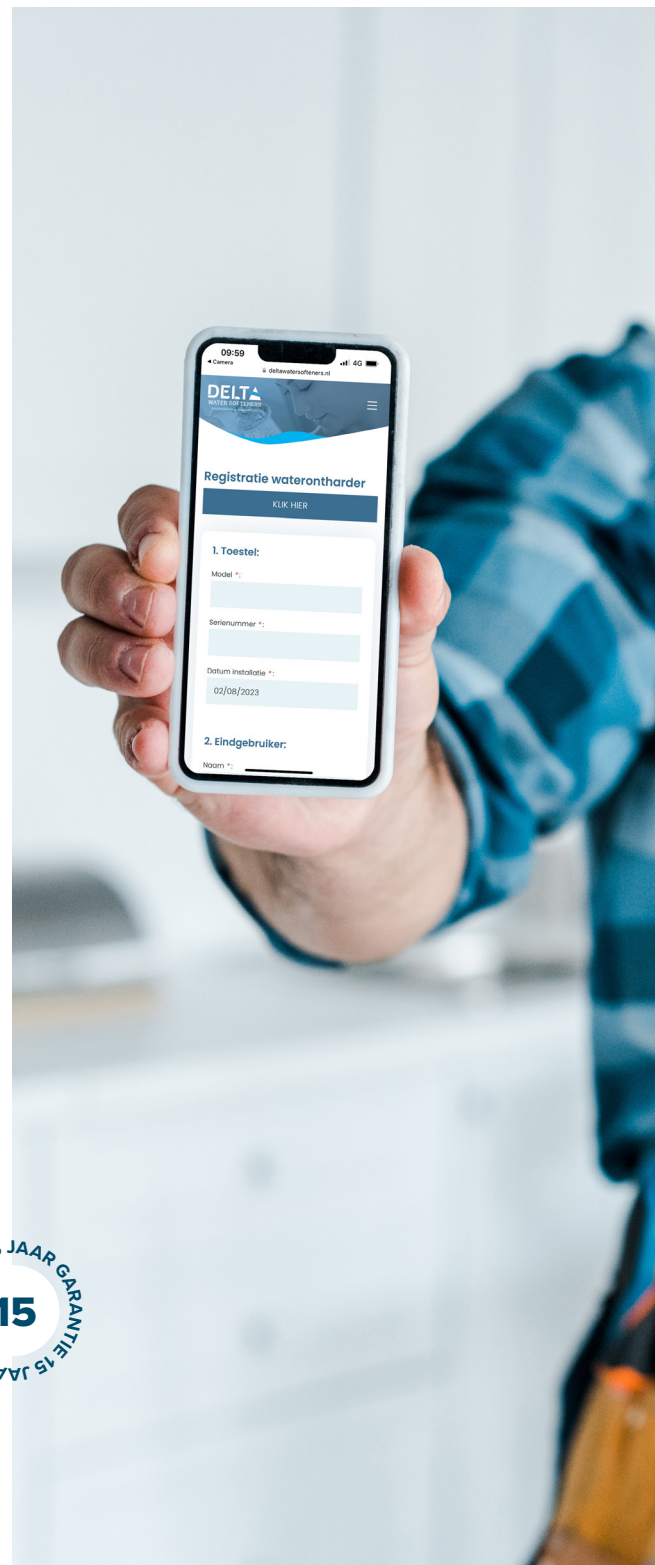 09:59
Camera
4G
deltawatersofteners.nl
DELTA
WATER SOFTENERS
Registratie waterontharder
KLIK HIER
1. Toestel:
Model *:
Serienummer *:
Datum installatie *:
02/08/2023
2. Eindgebruiker:
Naam *:
JAAR GARANTIE 15 JAA
15